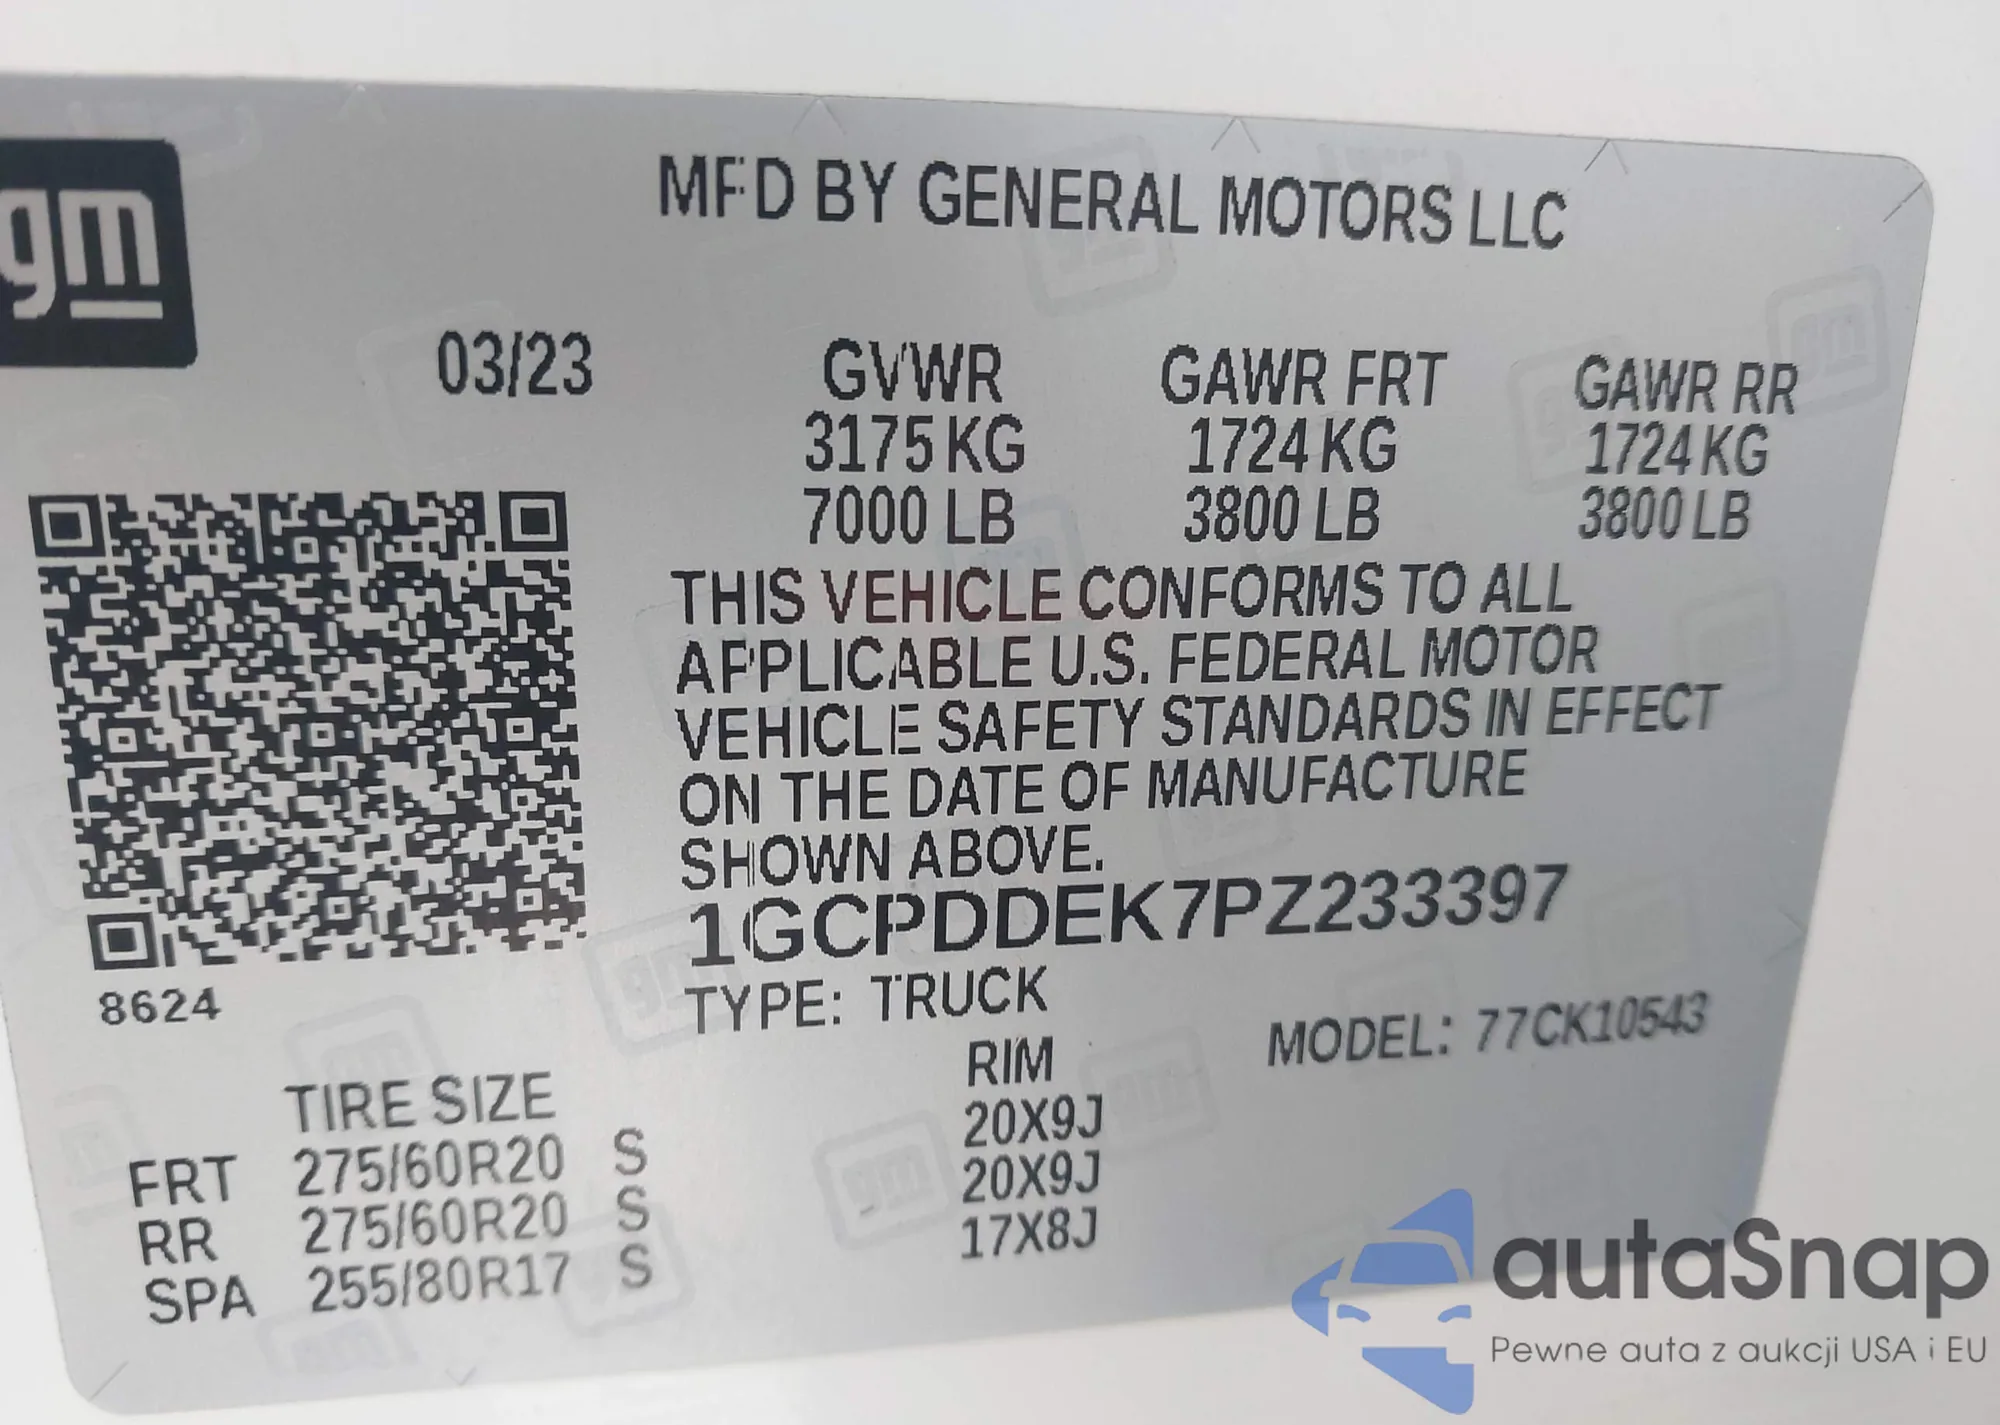 gm
MFD BY GENERAL MOTORS LLC
03/23 GVWR GAWR FRT GAWR RR
3175 KG 1724 KG 1724 KG
7000 LB 3800 LB 3800 LB
THIS VEHICLE CONFORMS TO ALL
APPLICABLE U.S. FEDERAL MOTOR
VEHICLE SAFETY STANDARDS IN EFFECT
ON THE DATE OF MANUFACTURE
SHOWN ABOVE.
1GCPDDEK7PZ233397
8624
TYPE: TRUCK MODEL: 77CK10543
TIRE SIZE RIM
FRT 275/60R20 S 20X9J
RR 275/60R20 S 20X9J
SPA 255/80R17 S 17X8J
autaSnap
Pewne auta z aukcji USA i EU